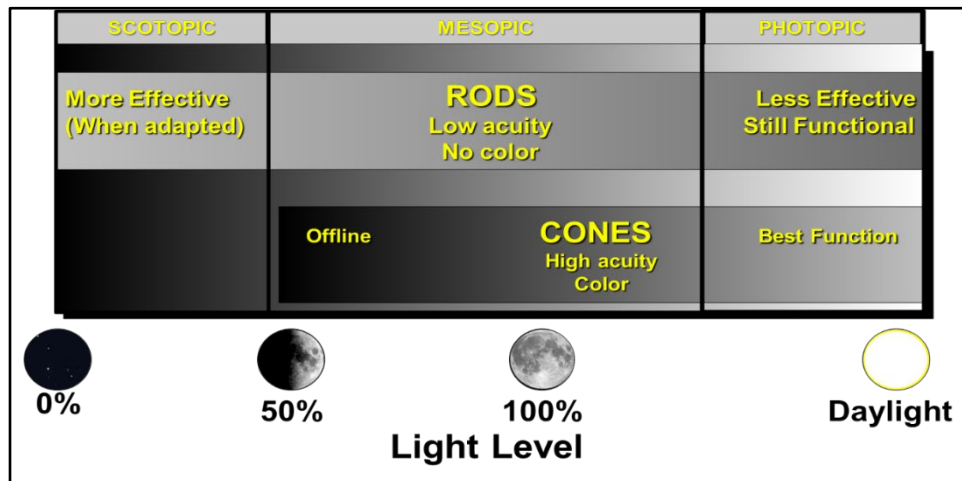 SCOTOPIC MESOPIC PHOTOPIC
More Effective
(When adapted)
RODS
Low acuity
No color
Less Effective
Still Functional
Offline
CONES
High acuity
Color
Best Function
0% 50% 100% Daylight
Light Level